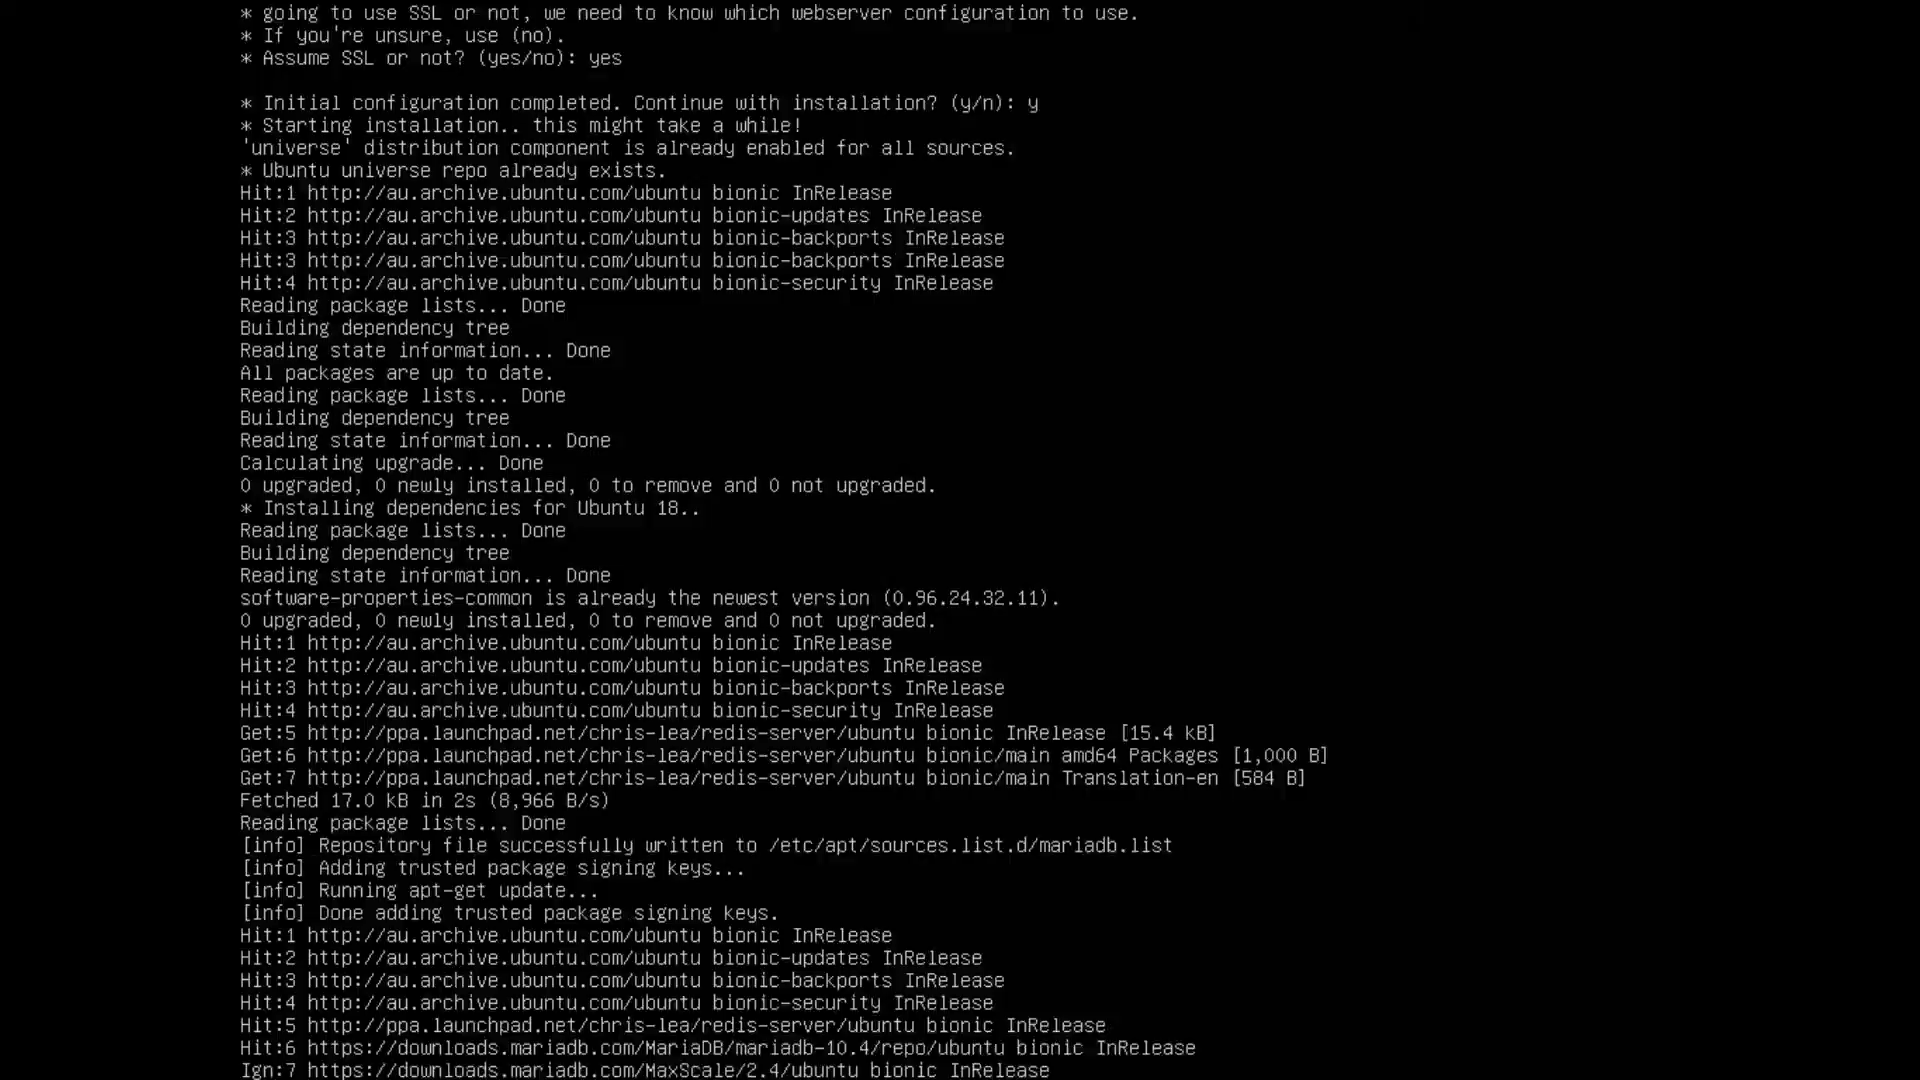 * going to use SSL or not, we need to know which webserver configuration to use.
* If you're unsure, use (no).
* Assume SSL or not? (yes/no): yes
* Initial configuration completed. Continue with installation? (y/n): y
* Starting installation.. this might take a while!
'universe' distribution component is already enabled for all sources.
* Ubuntu universe repo already exists.
Hit:1 http://au.archive.ubuntu.com/ubuntu bionic InRelease
Hit:2 http://au.archive.ubuntu.com/ubuntu bionic-updates InRelease
Hit:3 http://au.archive.ubuntu.com/ubuntu bionic-backports InRelease
Hit:3 http://au.archive.ubuntu.com/ubuntu bionic-backports InRelease
Hit:4 http://au.archive.ubuntu.com/ubuntu bionic-security InRelease
Reading package lists... Done
Building dependency tree
Reading state information... Done
All packages are up to date.
Reading package lists... Done
Building dependency tree
Reading state information... Done
Calculating upgrade... Done
0 upgraded, 0 newly installed, 0 to remove and 0 not upgraded.
* Installing dependencies for Ubuntu 18..
Reading package lists... Done
Building dependency tree
Reading state information... Done
software-properties-common is already the newest version (0.96.24.32.11).
0 upgraded, 0 newly installed, 0 to remove and 0 not upgraded.
Hit:1 http://au.archive.ubuntu.com/ubuntu bionic InRelease
Hit:2 http://au.archive.ubuntu.com/ubuntu bionic-updates InRelease
Hit:3 http://au.archive.ubuntu.com/ubuntu bionic-backports InRelease
Hit:4 http://au.archive.ubuntu.com/ubuntu bionic-security InRelease
Get:5 http://ppa.launchpad.net/chris-lea/redis-server/ubuntu bionic InRelease [15.4 kB]
Get:6 http://ppa.launchpad.net/chris-lea/redis-server/ubuntu bionic/main amd64 Packages [1,000 B]
Get:7 http://ppa.launchpad.net/chris-lea/redis-server/ubuntu bionic/main Translation-en [584 B]
Fetched 17.0 kB in 2s (8,966 B/s)
Reading package lists... Done
[info] Repository file successfully written to /etc/apt/sources.list.d/mariadb.list
[info] Adding trusted package signing keys...
[info] Running apt-get update...
[info] Done adding trusted package signing keys.
Hit:1 http://au.archive.ubuntu.com/ubuntu bionic InRelease
Hit:2 http://au.archive.ubuntu.com/ubuntu bionic-updates InRelease
Hit:3 http://au.archive.ubuntu.com/ubuntu bionic-backports InRelease
Hit:4 http://au.archive.ubuntu.com/ubuntu bionic-security InRelease
Hit:5 http://ppa.launchpad.net/chris-lea/redis-server/ubuntu bionic InRelease
Hit:6 https://downloads.mariadb.com/MariaDB/mariadb-10.4/repo/ubuntu bionic InRelease
Ign:7 https://downloads.mariadb.com/MaxScale/2.4/ubuntu bionic InRelease